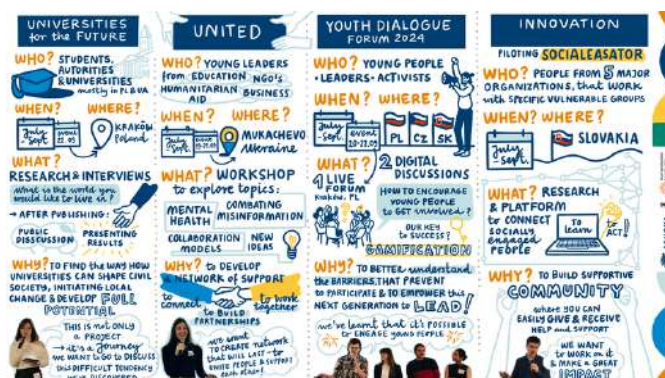 UNIVERSITIES
for the FUTURE
WHO? STUDENTS,
AUTORITIES
& UNIVERSITIES
mostly in PL & UA
WHEN? WHERE?
July
- Sept.
event
22.09
KRAKÓW
Poland
WHAT?
RESEARCH & INTERVIEWS
What is the world you
would like to live in?
→ AFTER PUBLISHING:
PUBLIC
DISCUSSION
PRESENTING
RESULTS
WHY? TO FIND the WAY HOW
UNIVERSITIES CAN SHAPE CIVIL
SOCIETY, INITIATING LOCAL
CHANGE & DEVELOP FULL
POTENTIAL
THIS is NOT ONLY
a PROJECT
→ it's a Journey
WE WANT to GO to DISCUSS
this DIFFICULT TENDENCY
UNITED
WHO? YOUNG LEADERS
from EDUCATION NGO's
HUMANITARIAN BUSINESS
AID
WHEN? WHERE?
July
- Sept.
event
MUKACHEVO
Ukraine
WHAT? WORKSHOP
to explore topics:
MENTAL
HEALTH
COMBATING
MISINFORMATION
COLLABORATION
MODELS
NEW
IDEAS
WHY? to DEVELOP
a NETWORK of SUPPORT
to connect
to work
together
to BUILD
PARTNERSHIPS
we want
to CREATE network
that WILL LAST - to
UNITE PEOPLE & SUPPORT
each other!
YOUTH DIALOGUE
FORUM 2024
WHO? YOUNG PEOPLE
• LEADERS • ACTIVISTS
WHEN? WHERE?
July
- Sept.
event
PL CZ SK
WHAT?
1 LIVE
FORUM
Kraków, PL
2 DIGITAL
DISCUSSIONS
HOW TO ENCOURAGE
YOUNG PEOPLE
to GET involved?
OUR KEY
to SUCCESS?
GAMIFICATION
WHY? TO BETTER understand
the BARRIERS THAT PREVENT
to PARTICIPATE & TO EMPOWER this
NEXT GENERATION to LEAD!
we've learnt that it's possible
to ENGAGE YOUNG PEOPLE
INNOVATION
PILOTING SOCIALEASATOR
WHO? PEOPLE FROM 5 MAJOR
ORGANIZATIONS, that WORK
with SPECIFIC VULNERABLE GROUPS
WHEN? WHERE?
July
- Sept.
SLOVAKIA
WHAT? RESEARCH
& PLATFORM
to CONNECT
SOCIALLY
ENGAGED
PEOPLE
To
learn
to
ACT!
WHY? TO BUILD SUPPORTIVE
COMMUNITY
where YOU CAN
EASILY GIVE & RECEIVE
HELP and SUPPORT
WE WANT
TO WORK on it
& MAKE a GREAT
IMPACT